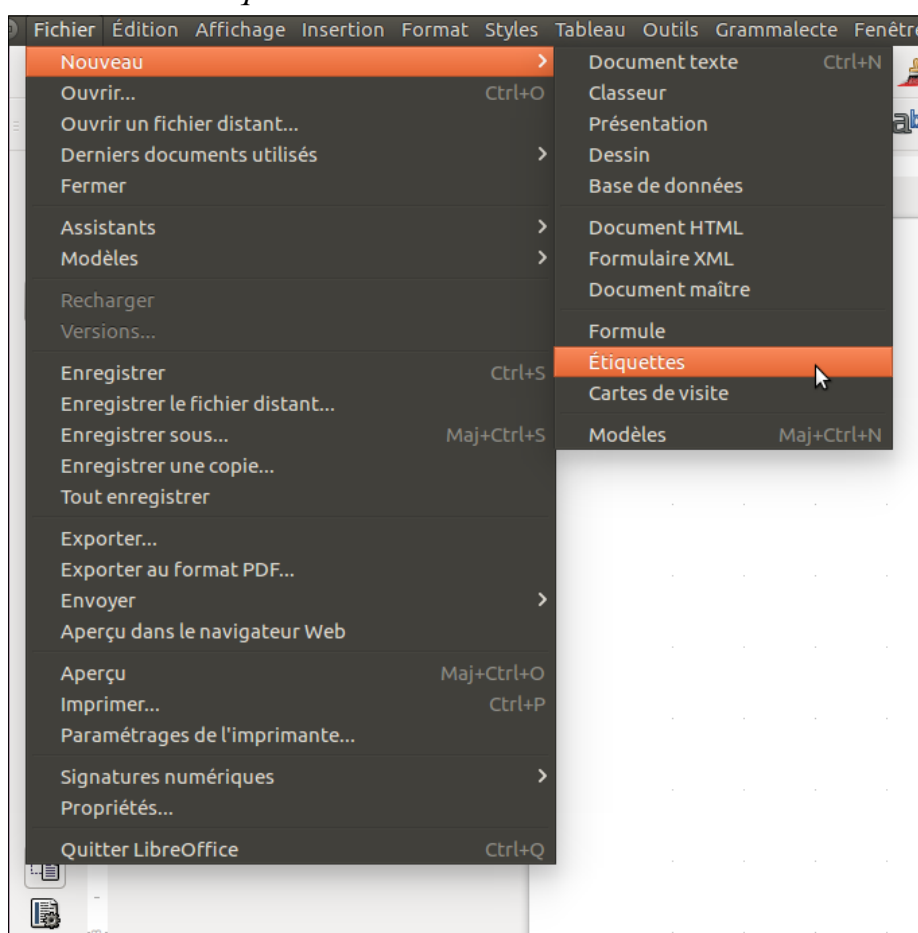 Fichier Édition Affichage Insertion Format Styles Tableau Outils Grammalecte Fenêtre
Nouveau
Ouvrir... Ctrl+O
Ouvrir un fichier distant...
Derniers documents utilisés
Fermer
Assistants
Modèles
Recharger
Versions...
Enregistrer Ctrl+S
Enregistrer le fichier distant...
Enregistrer sous... Maj+Ctrl+S
Enregistrer une copie...
Tout enregistrer
Exporter...
Exporter au format PDF...
Envoyer
Aperçu dans le navigateur Web
Aperçu Maj+Ctrl+O
Imprimer... Ctrl+P
Paramétrages de l'imprimante...
Signatures numériques
Propriétés...
Quitter LibreOffice Ctrl+Q
Document texte Ctrl+N
Classeur
Présentation
Dessin
Base de données
Document HTML
Formulaire XML
Document maître
Formule
Étiquettes
Cartes de visite
Modèles Maj+Ctrl+N